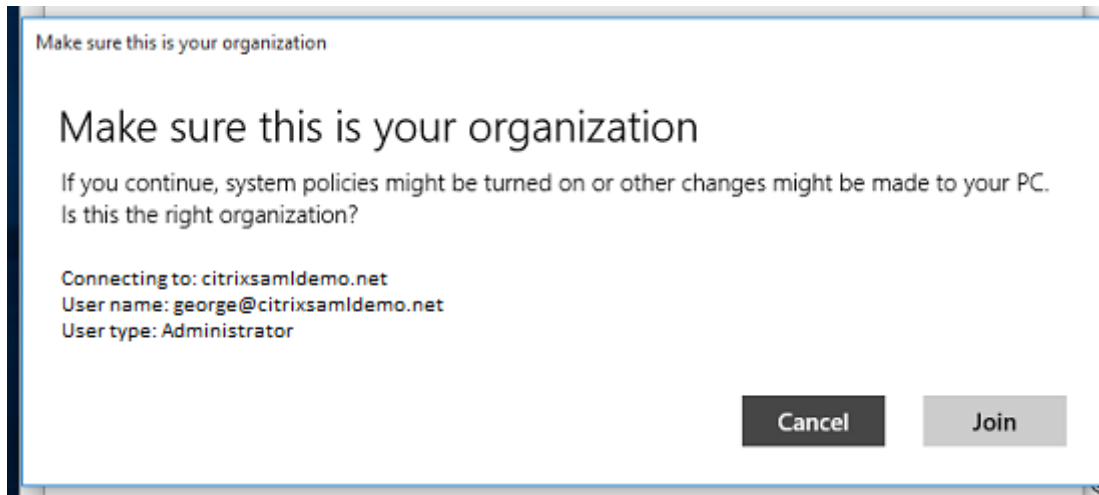 Make sure this is your organization
Make sure this is your organization
If you continue, system policies might be turned on or other changes might be made to your PC.
Is this the right organization?
Connecting to: citrixsamldemo.net
User name: george@citrixsamldemo.net
User type: Administrator
Cancel Join